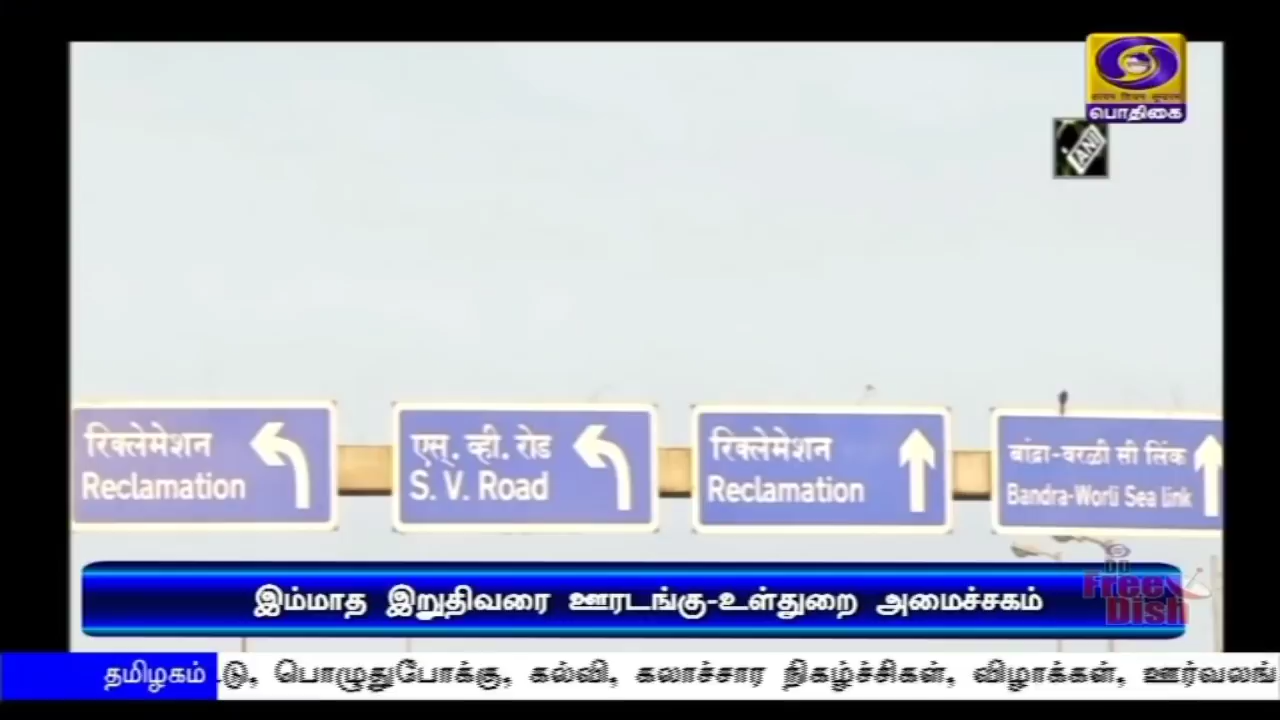 பொதிகை
ANI
रिक्लेमेशन
Reclamation
एस. व्ही. रोड
S. V. Road
रिक्लेमेशन
Reclamation
बांद्रा-वरळी सी लिंक
Bandra-Worli Sea link
இம்மாத இறுதிவரை ஊரடங்கு-உள்துறை அமைச்சகம்
DD
Free Dish
தமிழகம்
டு, பொழுதுபோக்கு, கல்வி, கலாச்சார நிகழ்ச்சிகள், விழாக்கள், ஊர்வலங்